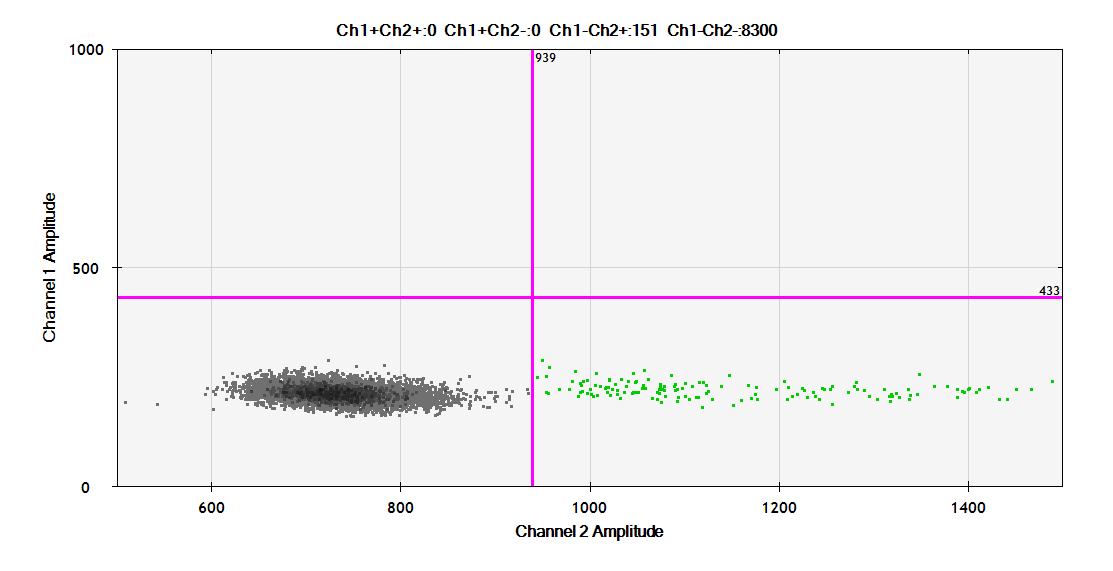 Ch1+Ch2+:0 Ch1+Ch2-:0 Ch1-Ch2+:151 Ch1-Ch2-:8300
1000
939
Channel 1 Amplitude
500
433
0
600 800 1000 1200 1400
Channel 2 Amplitude